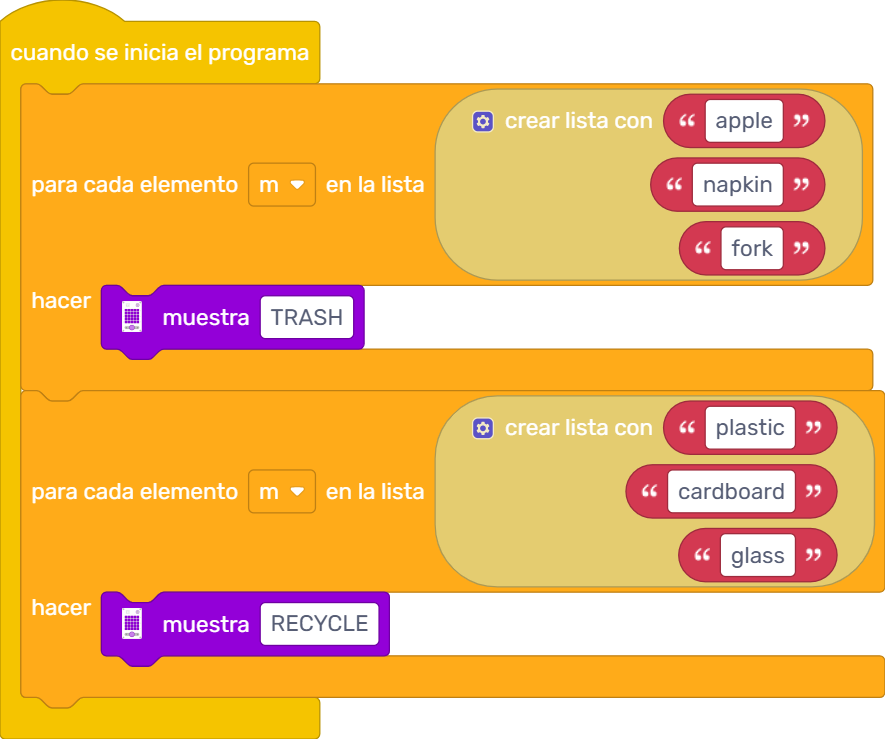 cuando se inicia el programa
crear lista con “ apple ”
para cada elemento m en la lista “ napkin ”
“ fork ”
hacer muestra TRASH
crear lista con “ plastic ”
para cada elemento m en la lista “ cardboard ”
“ glass ”
hacer muestra RECYCLE